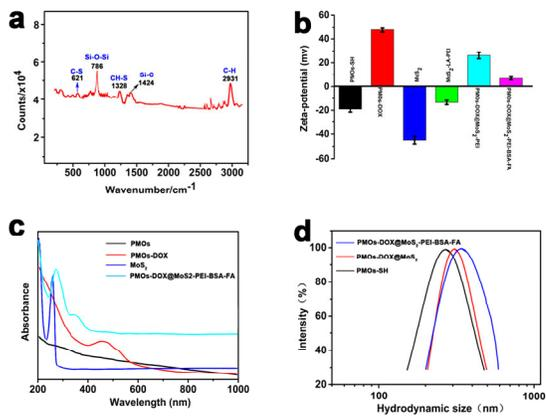 a
8
6
4
2
Counts/x10⁴
C-S
621
Si-O-Si
786
CH-S
1328
Si-C
1424
C-H
2931
500 1000 1500 2000 2500 3000
Wavenumber/cm⁻¹
b
60
40
20
0
-20
-40
-60
Zeta-potential (mv)
PMOs-SH
PMOs-DOX
MoS₂
MoS₂-LA-PEI
PMOs-DOX@MoS₂-PEI
PMOs-DOX@MoS₂-PEI-BSA-FA
c
Absorbance
PMOs
PMOs-DOX
MoS₂
PMOs-DOX@MoS2-PEI-BSA-FA
200 400 600 800 1000
Wavelength (nm)
d
PMOs-DOX@MoS₂-PEI-BSA-FA
PMOs-DOX@MoS₂
PMOs-SH
100
80
60
40
20
Intensity (%)
100 1000
Hydrodynamic size (nm)